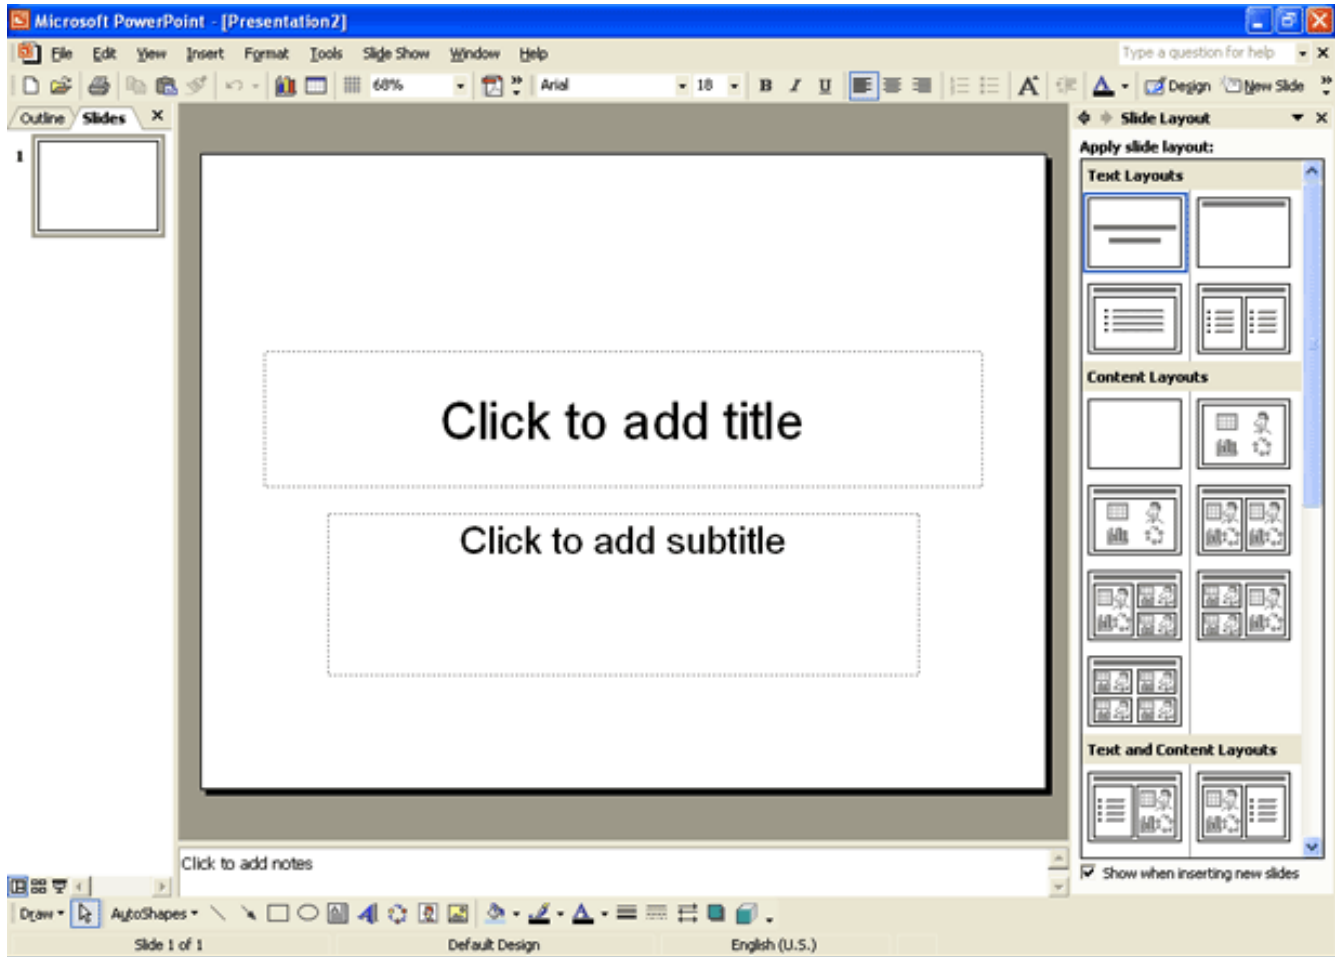 Microsoft PowerPoint - [Presentation2]
File Edit View Insert Format Tools Slide Show Window Help Type a question for help
68% Arial 18 B I U A A Design New Slide
Outline Slides
Slide Layout
1
Apply slide layout:
Text Layouts
Content Layouts
Click to add title
Click to add subtitle
Text and Content Layouts
Click to add notes
Show when inserting new slides
Draw AutoShapes A A
Slide 1 of 1 Default Design English (U.S.)